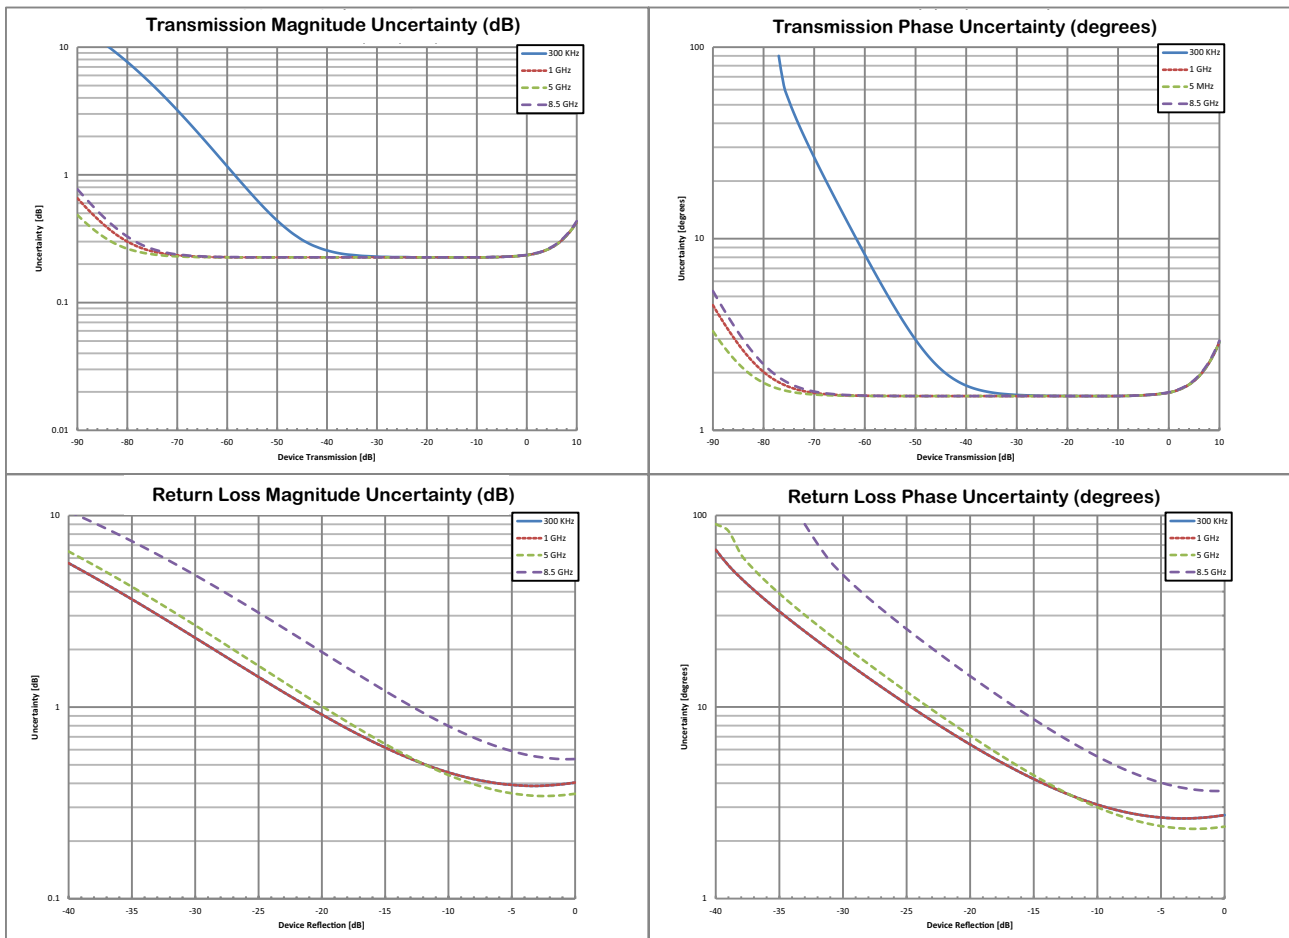 Transmission Magnitude Uncertainty (dB)
10
1
0.1
0.01
Uncertainty [dB]
300 KHz
1 GHz
5 GHz
8.5 GHz
-90 -80 -70 -60 -50 -40 -30 -20 -10 0 10
Device Transmission [dB]
Transmission Phase Uncertainty (degrees)
100
10
1
Uncertainty [degrees]
300 KHz
1 GHz
5 MHz
8.5 GHz
-90 -80 -70 -60 -50 -40 -30 -20 -10 0 10
Device Transmission [dB]
Return Loss Magnitude Uncertainty (dB)
10
1
0.1
Uncertainty [dB]
300 KHz
1 GHz
5 GHz
8.5 GHz
-40 -35 -30 -25 -20 -15 -10 -5 0
Device Reflection [dB]
Return Loss Phase Uncertainty (degrees)
100
10
1
Uncertainty [degrees]
300 KHz
1 GHz
5 GHz
8.5 GHz
-40 -35 -30 -25 -20 -15 -10 -5 0
Device Reflection [dB]